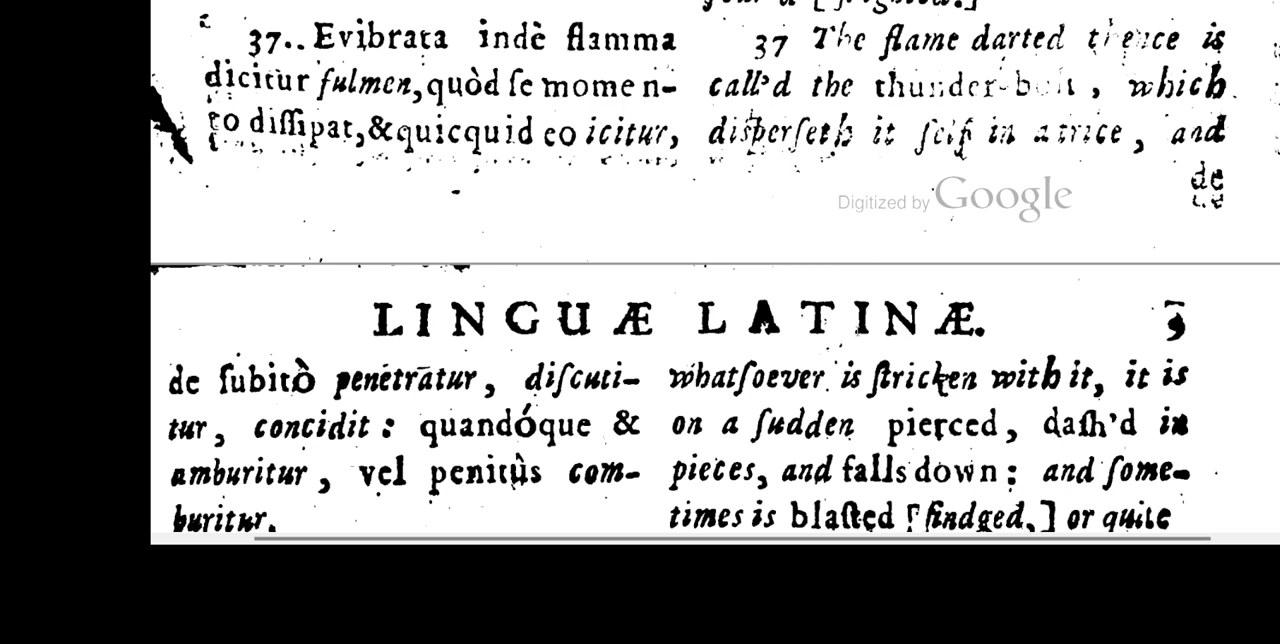 37.. Evibrata indè flamma
dicitur fulmen, quòd ſe momen-
to diſſipat, & quicquid eo icitur,
37 The flame darted thence is
call'd the thunder-bolt, which
diſperſeth it ſelf in a trice, and
de
Digitized by Google
LINGUÆ LATINÆ.
de ſubitò penetratur, diſcuti-
tur, concidit: quandóque &
amburitur, vel penitùs com-
buritur.
whatſoever is ſtricken with it, it is
on a ſudden pierced, daſh'd in
pieces, and falls down: and ſome-
times is blaſted [ſindged.] or quite